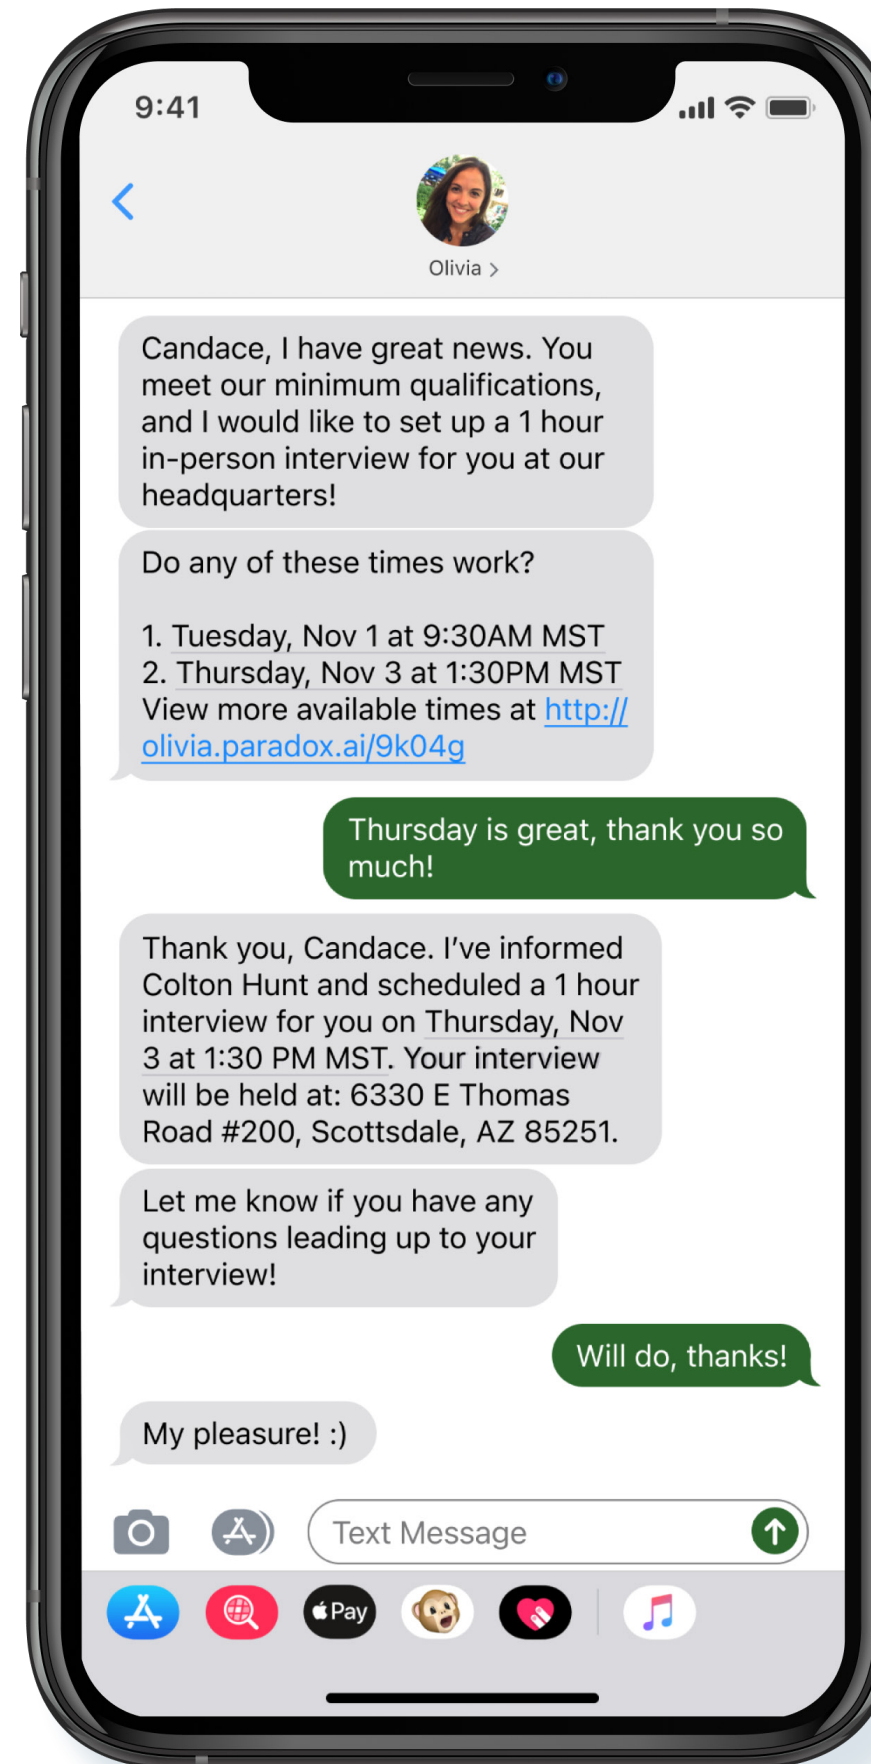 9:41
Olivia >
Candace, I have great news. You
meet our minimum qualifications,
and I would like to set up a 1 hour
in-person interview for you at our
headquarters!
Do any of these times work?
1. Tuesday, Nov 1 at 9:30AM MST
2. Thursday, Nov 3 at 1:30PM MST
View more available times at http://
olivia.paradox.ai/9k04g
Thursday is great, thank you so
much!
Thank you, Candace. I’ve informed
Colton Hunt and scheduled a 1 hour
interview for you on Thursday, Nov
3 at 1:30 PM MST. Your interview
will be held at: 6330 E Thomas
Road #200, Scottsdale, AZ 85251.
Let me know if you have any
questions leading up to your
interview!
Will do, thanks!
My pleasure! :)
Text Message
Pay